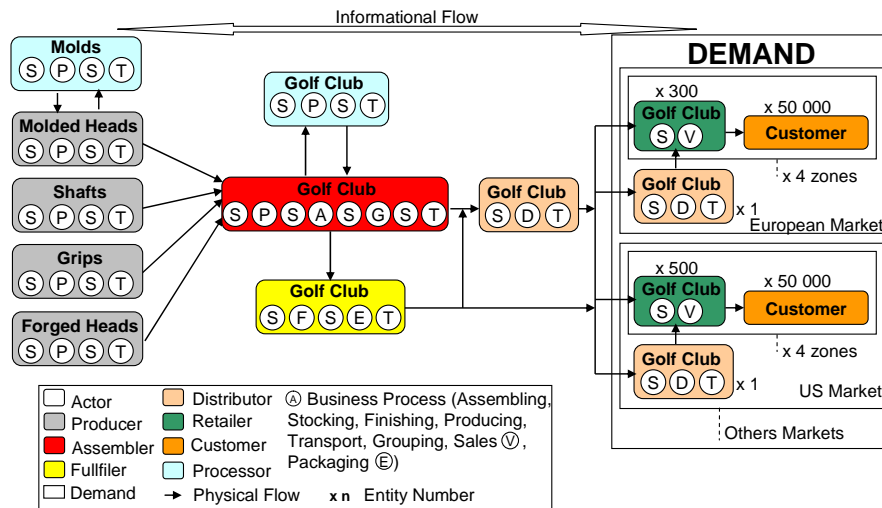 Informational Flow
Molds
S P S T
Molded Heads
S P S T
Shafts
S P S T
Grips
S P S T
Forged Heads
S P S T
Golf Club
S P S T
Golf Club
S P S A S G S T
Golf Club
S F S E T
Golf Club
S D T
DEMAND
x 300
Golf Club
S V
x 50 000
Customer
x 4 zones
Golf Club
S D T
x 1
European Market
x 500
Golf Club
S V
x 50 000
Customer
x 4 zones
Golf Club
S D T
x 1
US Market
Others Markets
Actor
Producer
Assembler
Fullfiler
Demand
Distributor
Retailer
Customer
Processor
Physical Flow
A Business Process (Assembling,
Stocking, Finishing, Producing,
Transport, Grouping, Sales V ,
Packaging E )
x n Entity Number